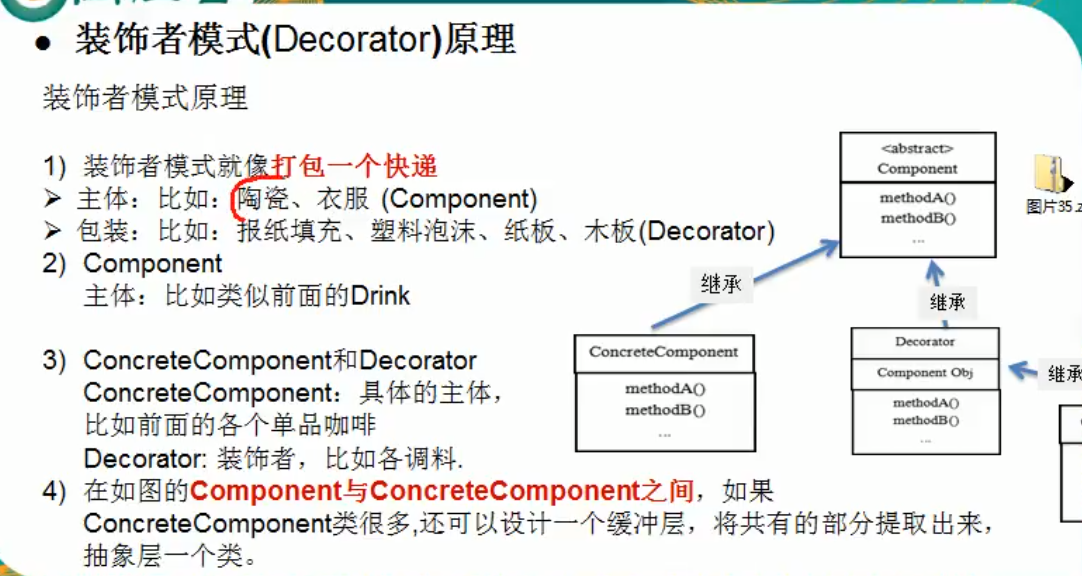 ● 装饰者模式(Decorator)原理
装饰者模式原理
1) 装饰者模式就像打包一个快递
➢ 主体：比如：陶瓷、衣服 (Component)
➢ 包装：比如：报纸填充、塑料泡沫、纸板、木板(Decorator)
2) Component
主体：比如类似前面的Drink
3) ConcreteComponent和Decorator
ConcreteComponent：具体的主体，
比如前面的各个单品咖啡
Decorator: 装饰者，比如各调料.
4) 在如图的Component与ConcreteComponent之间，如果
ConcreteComponent类很多,还可以设计一个缓冲层，将共有的部分提取出来，
抽象层一个类。
<abstract>
Component
methodA()
methodB()
...
图片35.z
继承
继承
ConcreteComponent
methodA()
methodB()
...
Decorator
Component Obj
methodA()
methodB()
...
继承